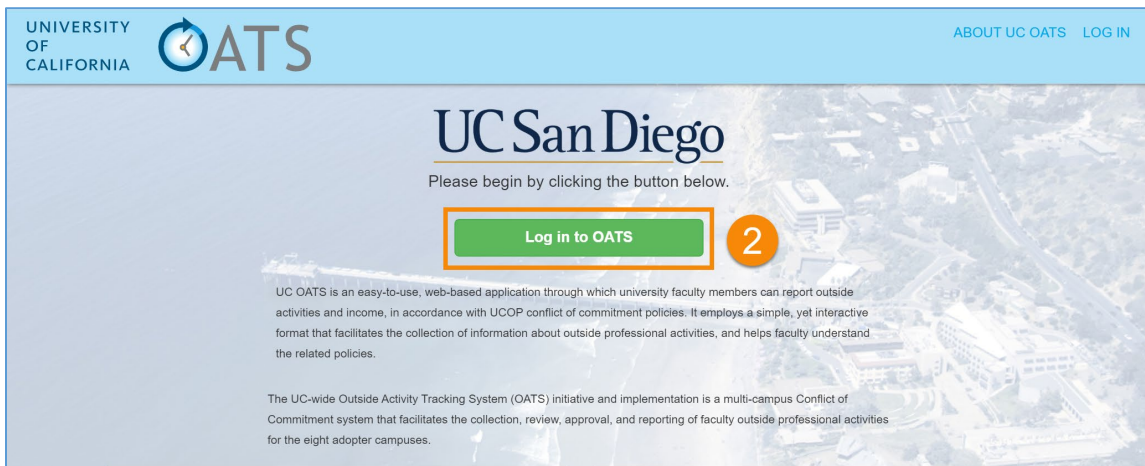 UNIVERSITY
OF
CALIFORNIA
OATS
ABOUT UC OATS LOG IN
UC San Diego
Please begin by clicking the button below.
Log in to OATS
2
UC OATS is an easy-to-use, web-based application through which university faculty members can report outside
activities and income, in accordance with UCOP conflict of commitment policies. It employs a simple, yet interactive
format that facilitates the collection of information about outside professional activities, and helps faculty understand
the related policies.
The UC-wide Outside Activity Tracking System (OATS) initiative and implementation is a multi-campus Conflict of
Commitment system that facilitates the collection, review, approval, and reporting of faculty outside professional activities
for the eight adopter campuses.